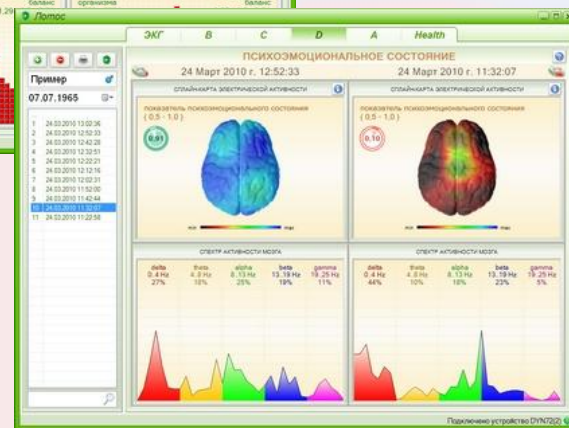 баланс
организма
баланс
Лотос
ЭКГ
B
C
D
A
Health
ПСИХОЭМОЦИОНАЛЬНОЕ СОСТОЯНИЕ
24 Март 2010 г. 12:52:33
24 Март 2010 г. 11:32:07
Пример
07.07.1965
1 24.03.2010 13:02:36
2 24.03.2010 12:52:33
3 24.03.2010 12:42:28
4 24.03.2010 12:32:51
5 24.03.2010 12:22:21
6 24.03.2010 12:12:16
7 24.03.2010 12:02:31
8 24.03.2010 11:52:00
9 24.03.2010 11:42:44
10 24.03.2010 11:32:07
11 24.03.2010 11:22:58
СПЛАЙН-КАРТА ЭЛЕКТРИЧЕСКОЙ АКТИВНОСТИ
показатель психоэмоционального состояния
( 0,5 - 1,0 )
0.91
min
max
СПЛАЙН-КАРТА ЭЛЕКТРИЧЕСКОЙ АКТИВНОСТИ
показатель психоэмоционального состояния
( 0,5 - 1,0 )
0.10
min
max
СПЕКТР АКТИВНОСТИ МОЗГА
delta theta alpha beta gamma
0..4 Hz 4..8 Hz 8..13 Hz 13..19 Hz 19..25 Hz
27% 18% 25% 19% 11%
СПЕКТР АКТИВНОСТИ МОЗГА
delta theta alpha beta gamma
0..4 Hz 4..8 Hz 8..13 Hz 13..19 Hz 19..25 Hz
44% 10% 18% 23% 5%
Подключено устройство DYN72(2)